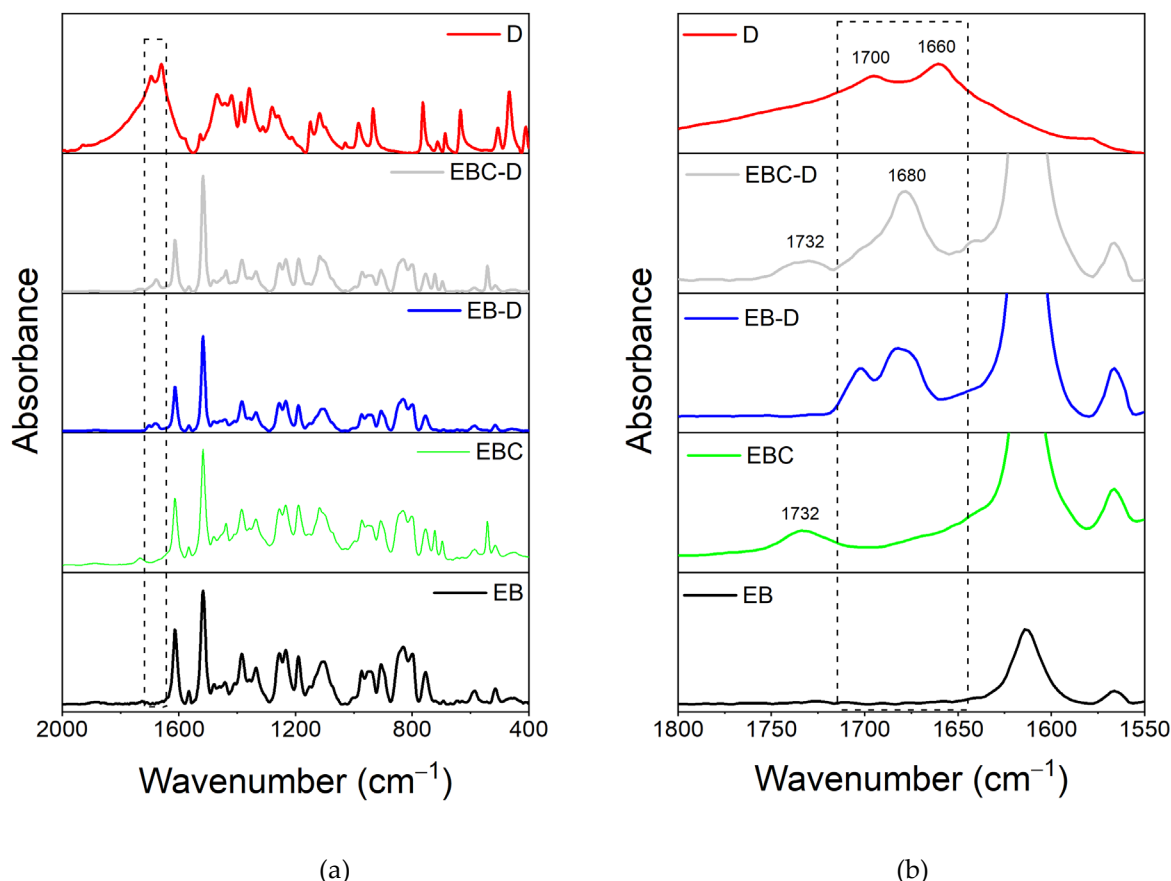 D
EBC-D
EB-D
EBC
EB
Absorbance
2000 1600 1200 800 400
Wavenumber (cm⁻¹)
(a)
D
1700 1660
EBC-D
1680
1732
EB-D
EBC
1732
EB
Absorbance
1800 1750 1700 1650 1600 1550
Wavenumber (cm⁻¹)
(b)